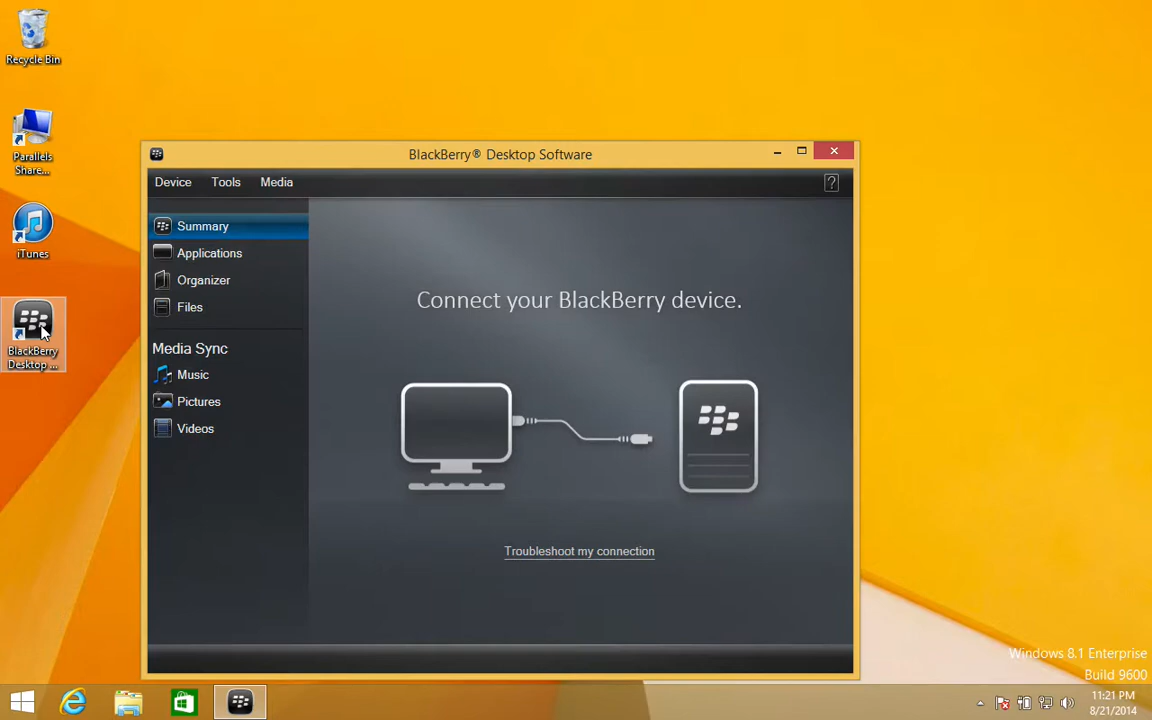 Recycle Bin
Parallels
Share...
iTunes
BlackBerry
Desktop ...
BlackBerry® Desktop Software
Device Tools Media ?
Summary
Applications
Organizer
Files
Media Sync
Music
Pictures
Videos
Connect your BlackBerry device.
Troubleshoot my connection
Windows 8.1 Enterprise
Build 9600
11:21 PM
8/21/2014